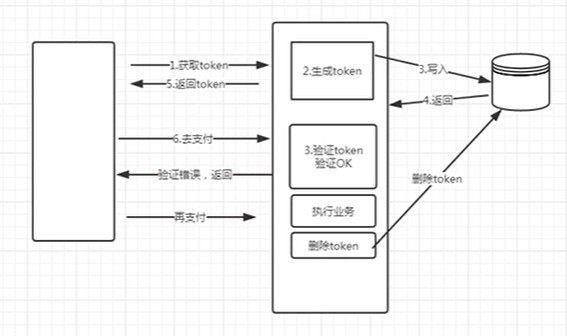 1.获取token
5.返回token
2.生成token
3.写入
4.返回
6.去支付
3.验证token
验证OK
验证错误，返回
删除token
再支付
执行业务
删除token